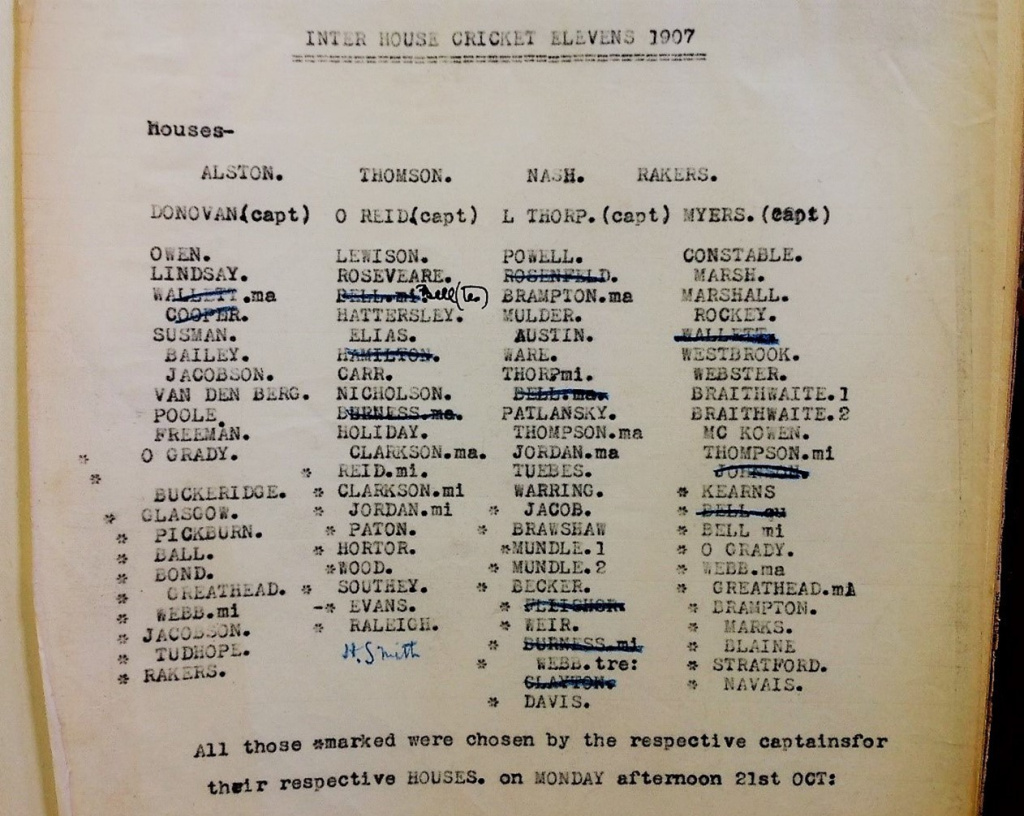 INTER HOUSE CRICKET ELEVENS 1907
Houses-
ALSTON. THOMSON. NASH. RAKERS.
DONOVAN(capt) O REID(capt) L THORP.(capt) MYERS.(capt)
OWEN. LEWISON. POWELL. CONSTABLE.
LINDSAY. ROSEVEARE. ROSENFELD. MARSH.
WALLETT.ma BELL.mi Bell(te.) BRAMPTON.ma MARSHALL.
COOPER. HATTERSLEY. MULDER. ROCKEY.
SUSMAN. ELIAS. AUSTIN. WALLETT.
BAILEY. HAMILTON. WARE. WESTBROOK.
JACOBSON. CARR. THORPmi. WEBSTER.
VAN DEN BERG. NICHOLSON. BELL.ma. BRAITHWAITE.1
POOLE. BURNESS.ma. PATLANSKY. BRAITHWAITE.2
FREEMAN. HOLIDAY. THOMPSON.ma MC KOWEN.
* O GRADY. CLARKSON.ma. JORDAN.ma THOMPSON.mi
* * REID.mi. TUEBES. JOHNSON.
BUCKERIDGE. * CLARKSON.mi WARRING. * KEARNS
* GLASGOW. * JORDAN.mi * JACOB. * BELL qu
* PICKBURN. * PATON. * BRAWSHAW * BELL mi
* BALL. * HORTOR. *MUNDLE.1 * O GRADY.
* BOND. *WOOD. * MUNDLE.2 * WEBB.ma
* GREATHEAD. * SOUTHEY. * BECKER. * GREATHEAD.mi
* WEBB.mi -* EVANS. * FLEIGHOR. * BRAMPTON.
* JACOBSON. * RALEIGH. * WEIR. * MARKS.
* TUDHOPE. H. Smith * BURNESS.mi * BLAINE
* RAKERS. * WEBB.tre: * STRATFORD.
CLAYTON. * NAVAIS.
* DAVIS.
All those *marked were chosen by the respective captainsfor
their respective HOUSES. on MONDAY afternoon 21st OCT: